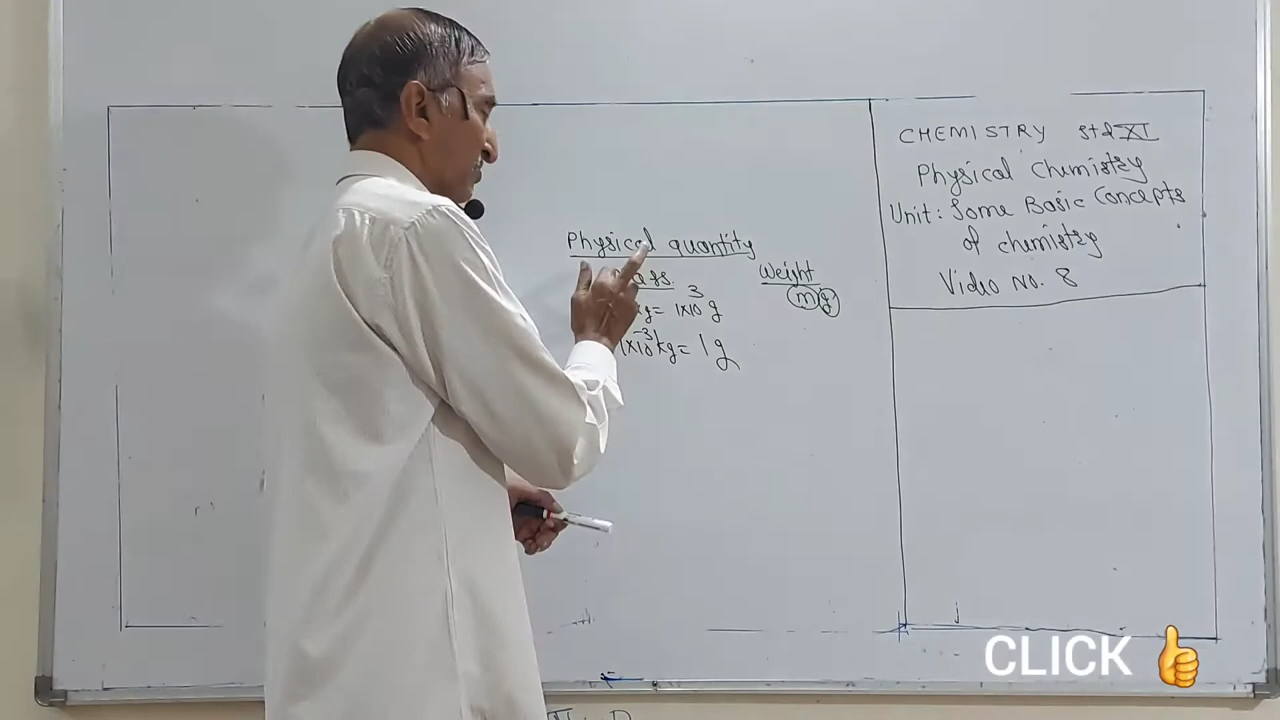 Physical quantity
Mass.
Weight
kg = 1×10³ g
mg
1×10⁻³ kg = 1 g
CHEMISTRY Std XI
Physical Chemistry
Unit: Some Basic Concepts
of chemistry
Video No. 8
CLICK 👍